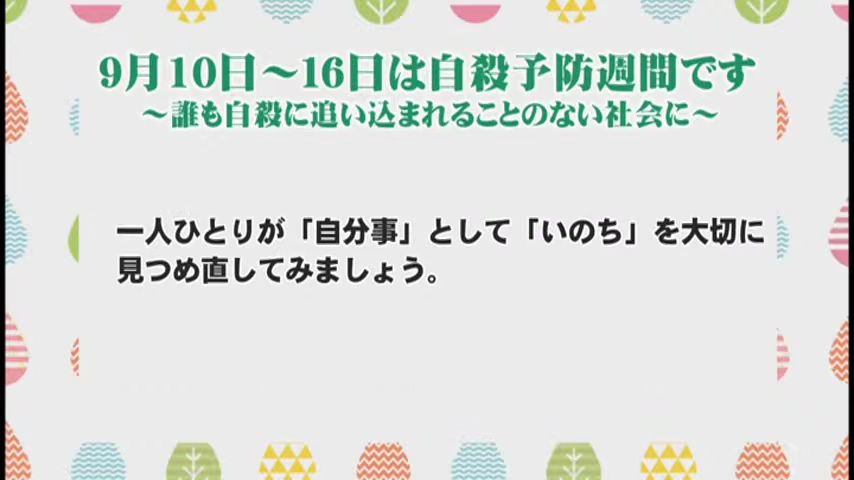 9月10日～16日は自殺予防週間です
～誰も自殺に追い込まれることのない社会に～
一人ひとりが「自分事」として「いのち」を大切に
見つめ直してみましょう。